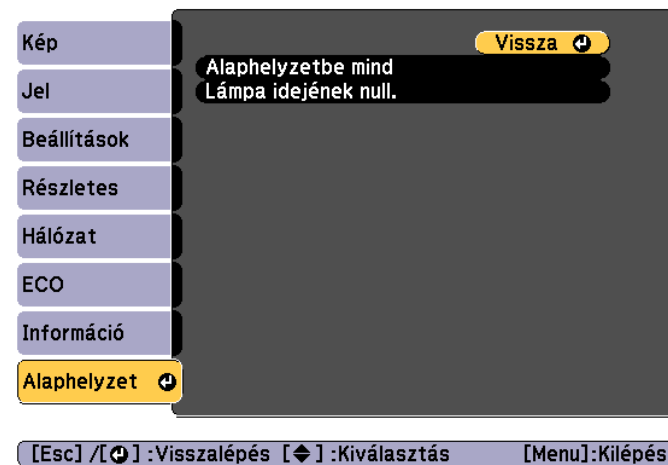 Kép
Jel
Beállítások
Részletes
Hálózat
ECO
Információ
Alaphelyzet
Vissza
Alaphelyzetbe mind
Lámpa idejének null.
[Esc] /[ ] :Visszalépés [ ] :Kiválasztás [Menu]:Kilépés